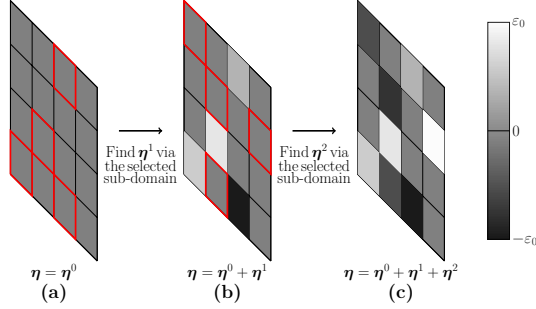 ε₀
0
−ε₀
Find η¹ via
the selected
sub-domain
Find η² via
the selected
sub-domain
η = η⁰
η = η⁰ + η¹
η = η⁰ + η¹ + η²
(a)
(b)
(c)